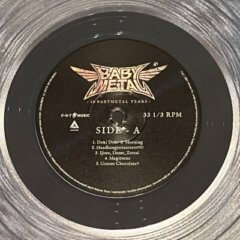 BABY
METAL
- 10 BABYMETAL YEARS -
MUSIC
33 1/3 RPM
SIDE - A
1. Doki Doki ☆ Morning
2. Headbangeeeeerrrrr!!!!!
3. Ijime, Dame, Zettai
4. Megitsune
5. Gimme Chocolate!!